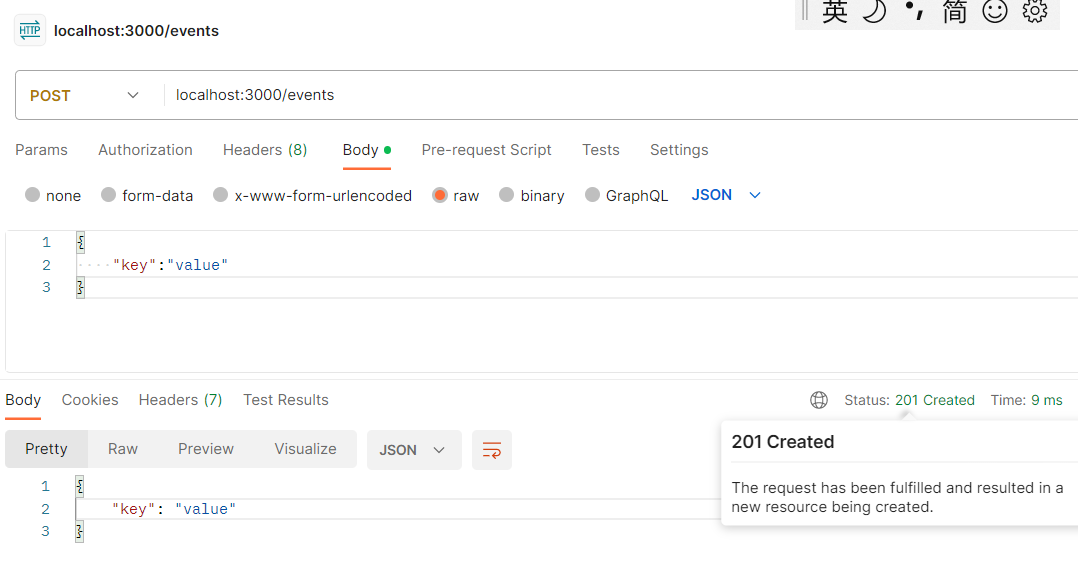 英 简
HTTP localhost:3000/events
POST localhost:3000/events
Params Authorization Headers (8) Body Pre-request Script Tests Settings
none form-data x-www-form-urlencoded raw binary GraphQL JSON
1 {
2 "key":"value"
3 }
Body Cookies Headers (7) Test Results Status: 201 Created Time: 9 ms
Pretty Raw Preview Visualize JSON
201 Created
The request has been fulfilled and resulted in a
new resource being created.
1 {
2 "key": "value"
3 }